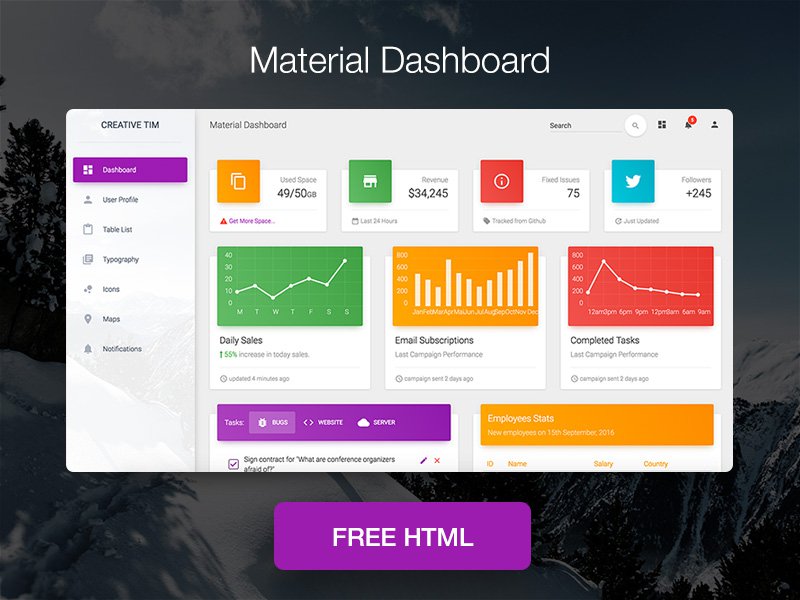 Material Dashboard
CREATIVE TIM
Dashboard
User Profile
Table List
Typography
Icons
Maps
Notifications
Material Dashboard
Search
5
Used Space
49/50GB
Get More Space...
Revenue
$34,245
Last 24 Hours
Fixed Issues
75
Tracked from Github
Followers
+245
Just Updated
40
30
20
10
0
M T W T F S S
Daily Sales
55% increase in today sales.
updated 4 minutes ago
800
600
400
200
0
JanFebMarAprMaiJunJulAugSepOctNovDec
Email Subscriptions
Last Campaign Performance
campaign sent 2 days ago
800
600
400
200
0
12am3pm 6pm 9pm 12pm3am 6am 9am
Completed Tasks
Last Campaign Performance
campaign sent 2 days ago
Tasks: BUGS WEBSITE SERVER
Sign contract for "What are conference organizers
afraid of?"
Employees Stats
New employees on 15th September, 2016
ID Name Salary Country
FREE HTML